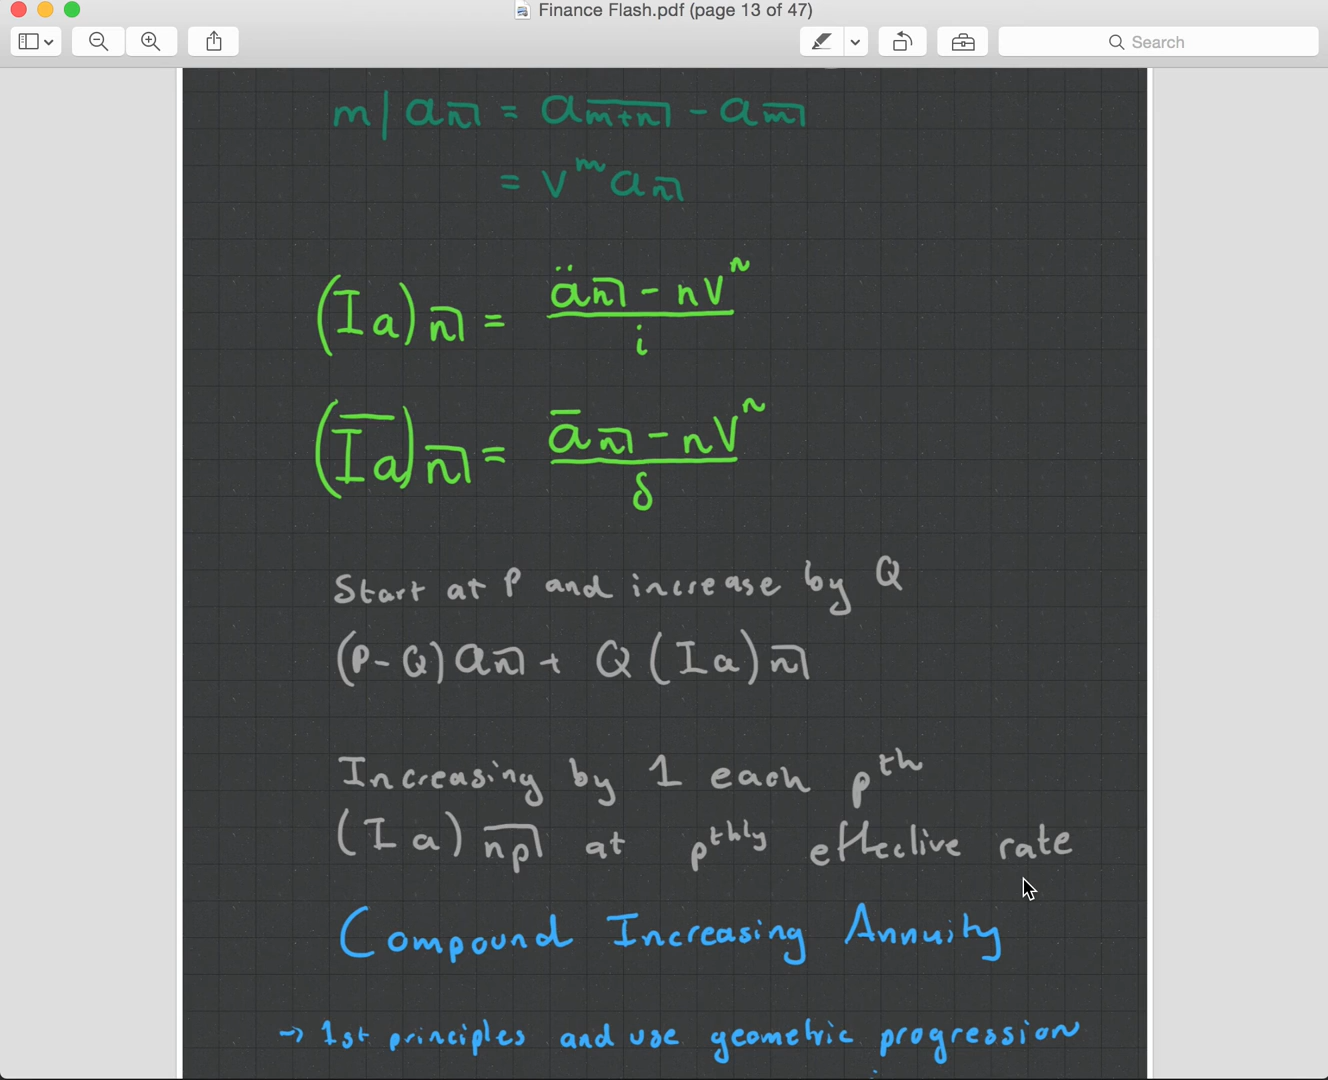 Finance Flash.pdf (page 13 of 47)
Search
m| an̅| = a m̅+̅n̅| - a m̅|
= v^m a n̅|
(Ia) n̅| = (ä n̅| - nv^n) / i
(I̅a̅) n̅| = (a̅ n̅| - nv^n) / δ
Start at P and increase by Q
(P-Q) a n̅| + Q (Ia) n̅|
Increasing by 1 each p^th
(Ia) n̅p̅| at p^thly effective rate
Compound Increasing Annuity
→ 1st principles and use geometric progression